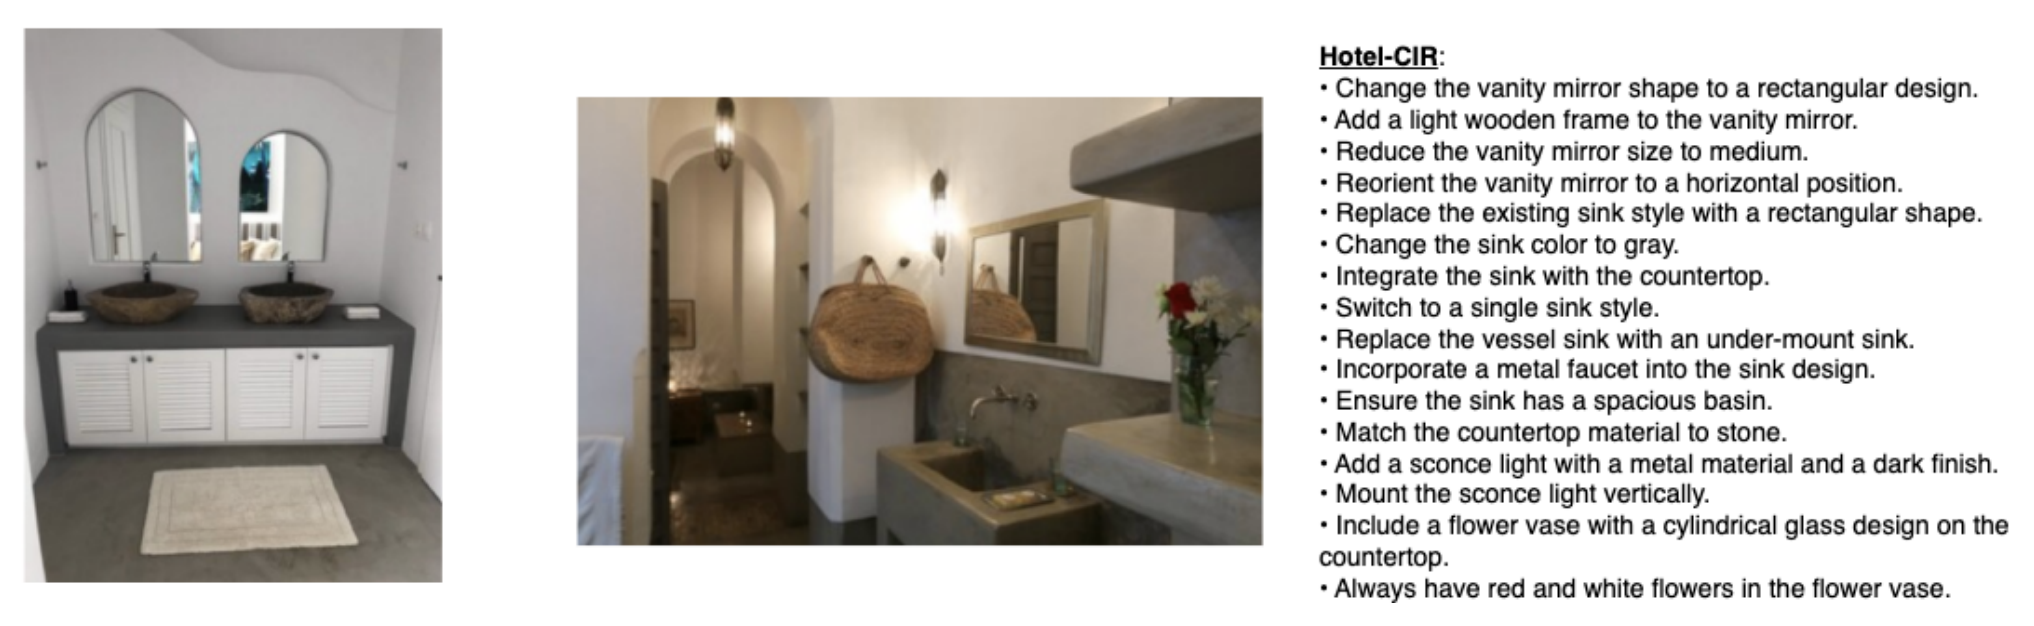 Hotel-CIR:
• Change the vanity mirror shape to a rectangular design.
• Add a light wooden frame to the vanity mirror.
• Reduce the vanity mirror size to medium.
• Reorient the vanity mirror to a horizontal position.
• Replace the existing sink style with a rectangular shape.
• Change the sink color to gray.
• Integrate the sink with the countertop.
• Switch to a single sink style.
• Replace the vessel sink with an under-mount sink.
• Incorporate a metal faucet into the sink design.
• Ensure the sink has a spacious basin.
• Match the countertop material to stone.
• Add a sconce light with a metal material and a dark finish.
• Mount the sconce light vertically.
• Include a flower vase with a cylindrical glass design on the
countertop.
• Always have red and white flowers in the flower vase.